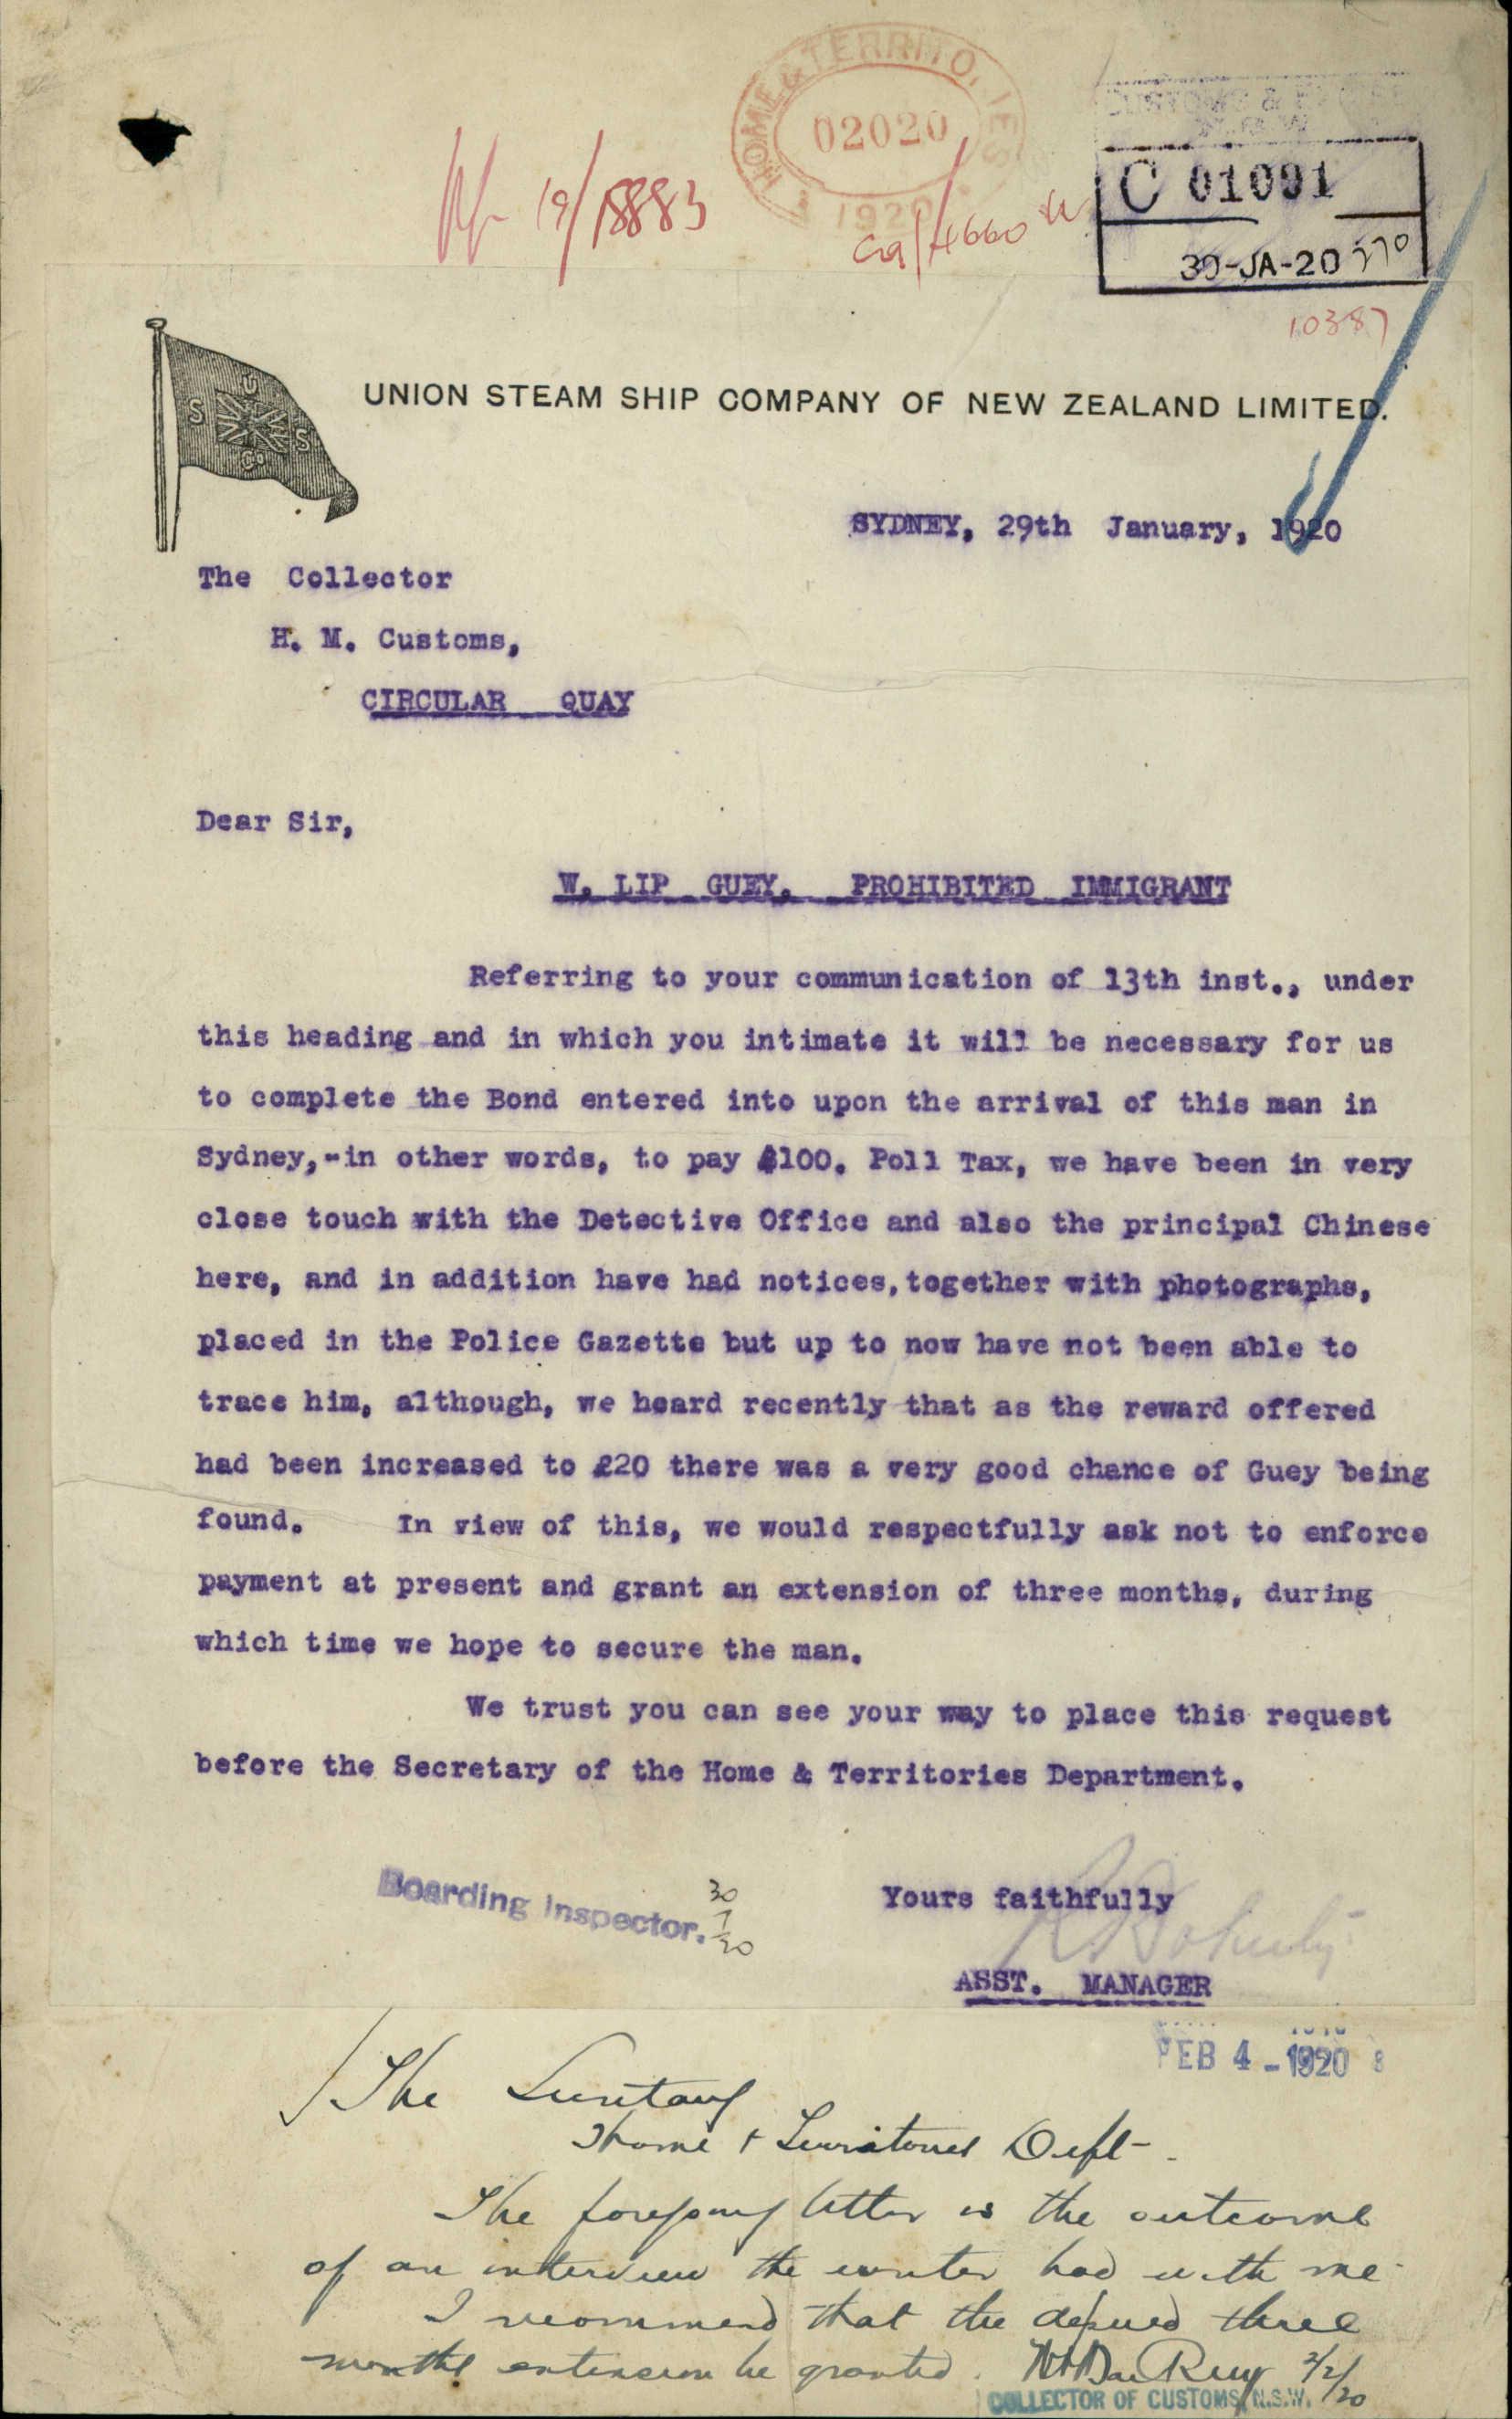 HOME & TERRITORIES
02020
1920
19/18883
CUSTOMS & EXCISE
C 01091
30-JA-20
10387
U
S S
Co
UNION STEAM SHIP COMPANY OF NEW ZEALAND LIMITED.
SYDNEY, 29th January, 1920
The Collector
H. M. Customs,
CIRCULAR QUAY
Dear Sir,
W. LIP GUEY. PROHIBITED IMMIGRANT
Referring to your communication of 13th inst., under
this heading and in which you intimate it will be necessary for us
to complete the Bond entered into upon the arrival of this man in
Sydney,-in other words, to pay £100. Poll Tax, we have been in very
close touch with the Detective Office and also the principal Chinese
here, and in addition have had notices, together with photographs,
placed in the Police Gazette but up to now have not been able to
trace him, although, we heard recently that as the reward offered
had been increased to £20 there was a very good chance of Guey being
found. In view of this, we would respectfully ask not to enforce
payment at present and grant an extension of three months, during
which time we hope to secure the man.
We trust you can see your way to place this request
before the Secretary of the Home & Territories Department.
Boarding Inspector. 30/1/20
Yours faithfully
ASST. MANAGER
FEB 4 - 1920
The Secretary
Home & Territories Dept.
The foregoing letter is the outcome
of an interview the writer had with me
I recommend that the desired three
months extension be granted. 2/2/20
COLLECTOR OF CUSTOMS, N.S.W.